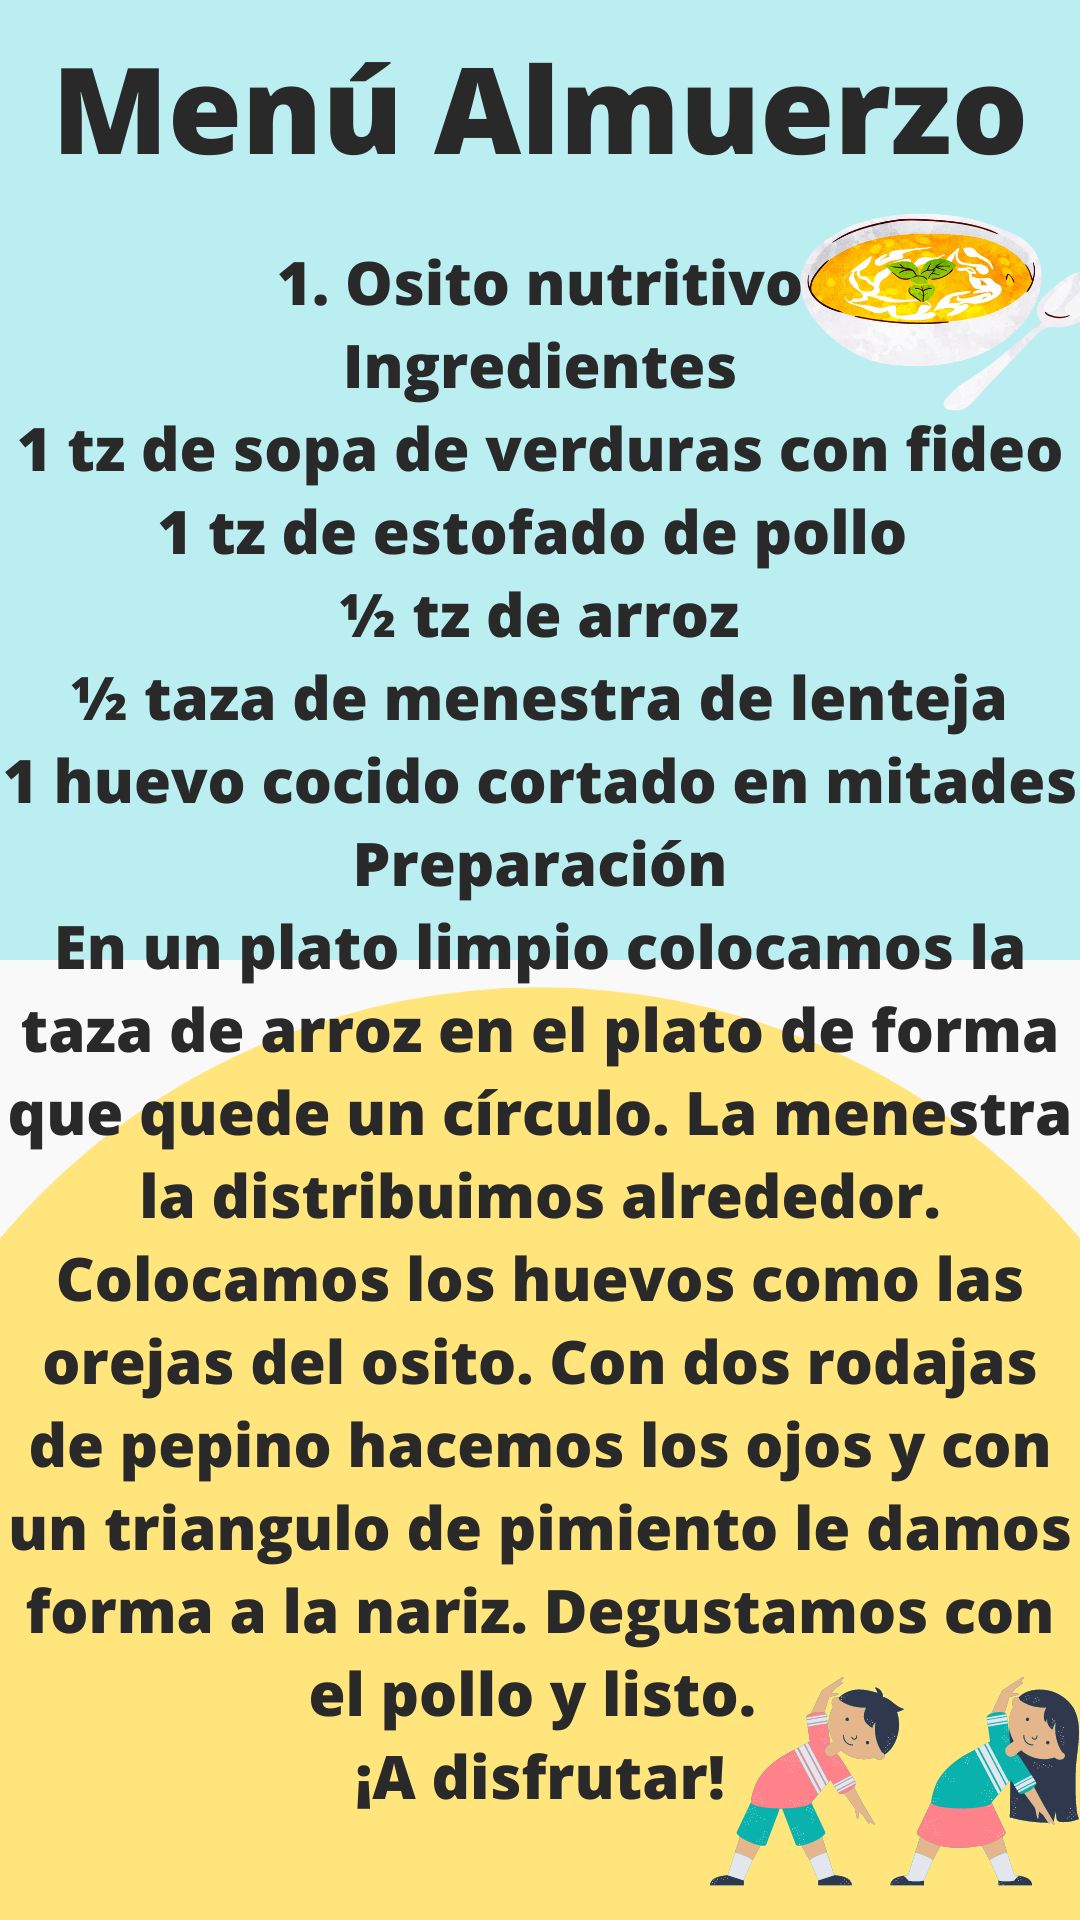 Menú Almuerzo
1. Osito nutritivo
Ingredientes
1 tz de sopa de verduras con fideo
1 tz de estofado de pollo
½ tz de arroz
½ taza de menestra de lenteja
1 huevo cocido cortado en mitades
Preparación
En un plato limpio colocamos la
taza de arroz en el plato de forma
que quede un círculo. La menestra
la distribuimos alrededor.
Colocamos los huevos como las
orejas del osito. Con dos rodajas
de pepino hacemos los ojos y con
un triangulo de pimiento le damos
forma a la nariz. Degustamos con
el pollo y listo.
¡A disfrutar!